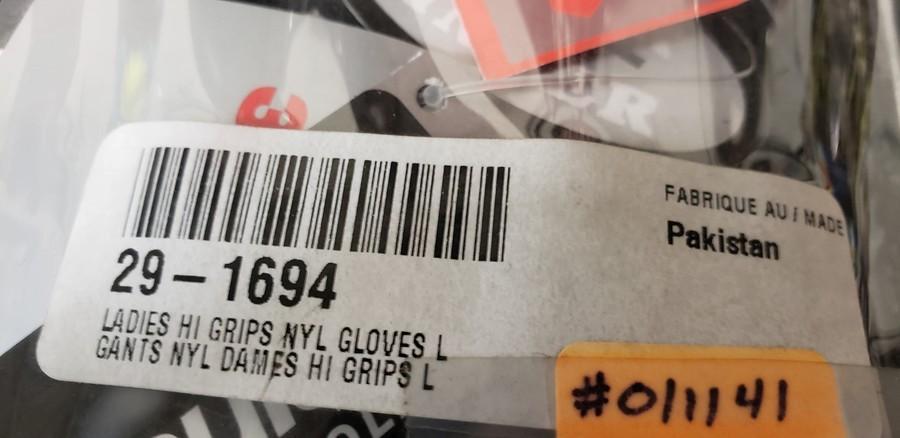 29-1694
LADIES HI GRIPS NYL GLOVES L
GANTS NYL DAMES HI GRIPS L
FABRIQUE AU / MADE
Pakistan
#011141